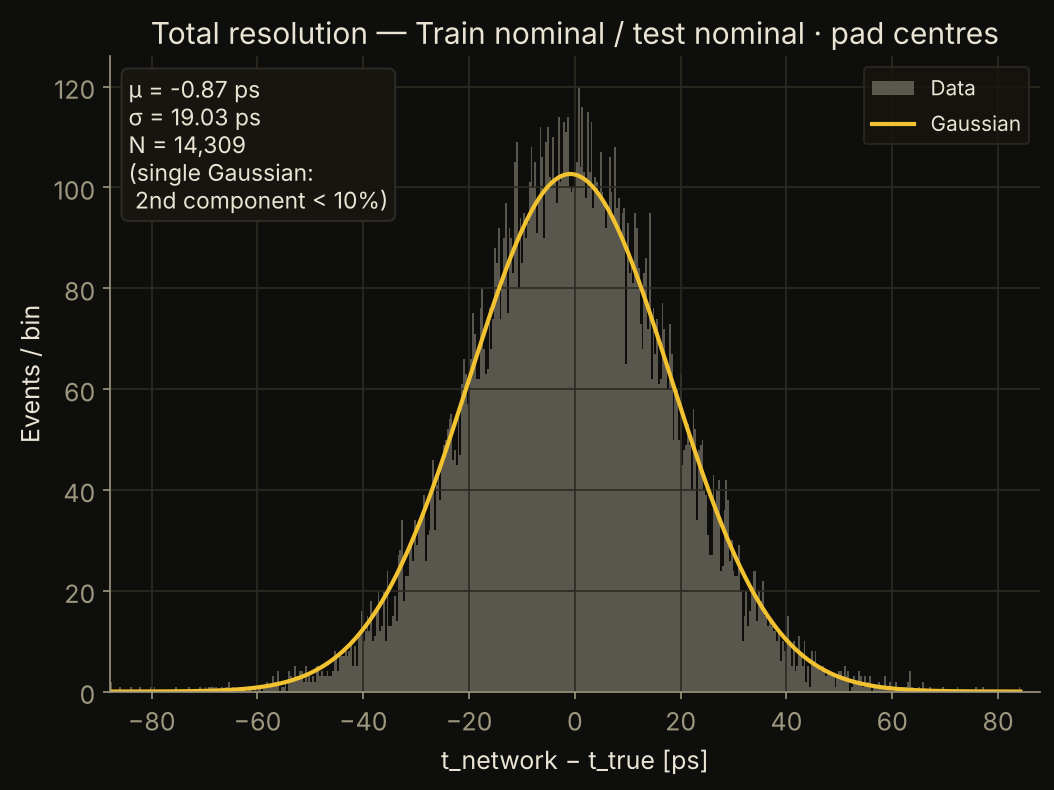 Total resolution — Train nominal / test nominal · pad centres
μ = -0.87 ps
σ = 19.03 ps
N = 14,309
(single Gaussian:
2nd component < 10%)
Data
Gaussian
Events / bin
120
100
80
60
40
20
0
−80 −60 −40 −20 0 20 40 60 80
t_network − t_true [ps]